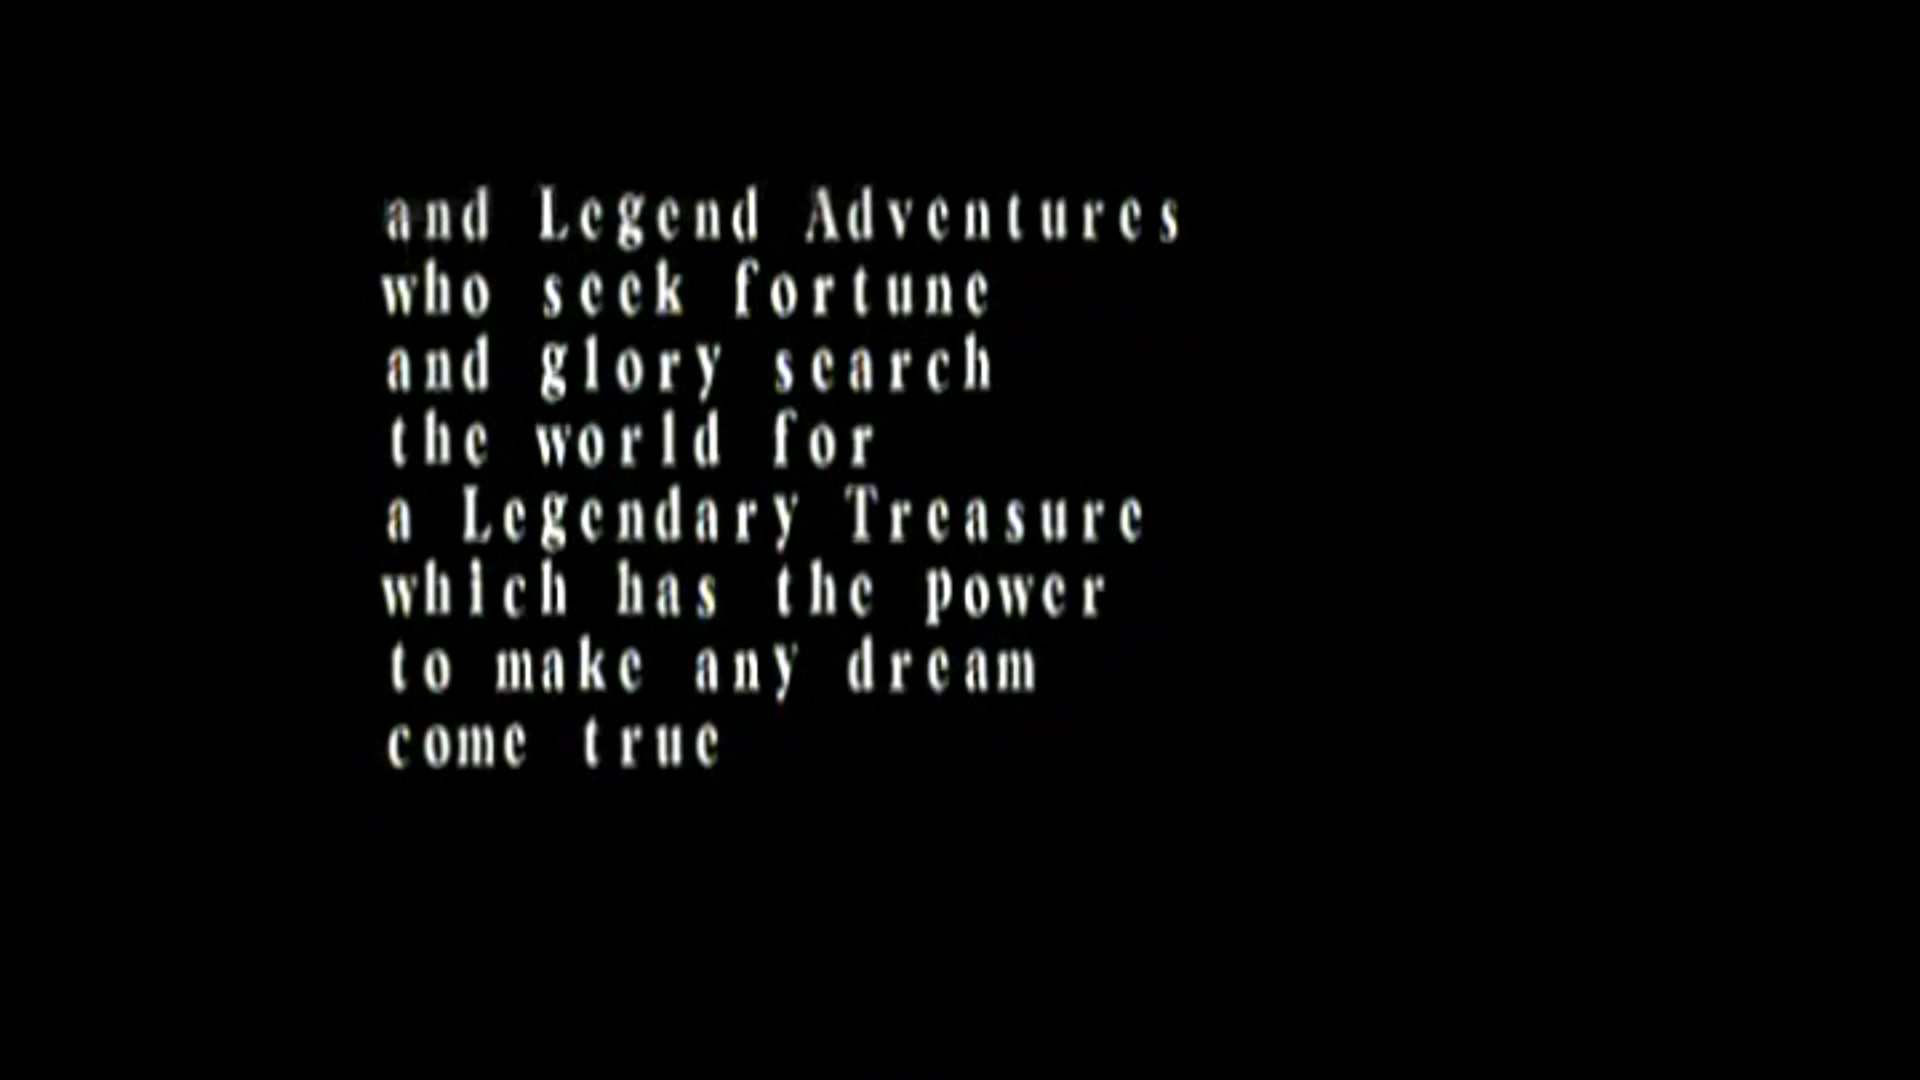 and Legend Adventures
who seek fortune
and glory search
the world for
a Legendary Treasure
which has the power
to make any dream
come true